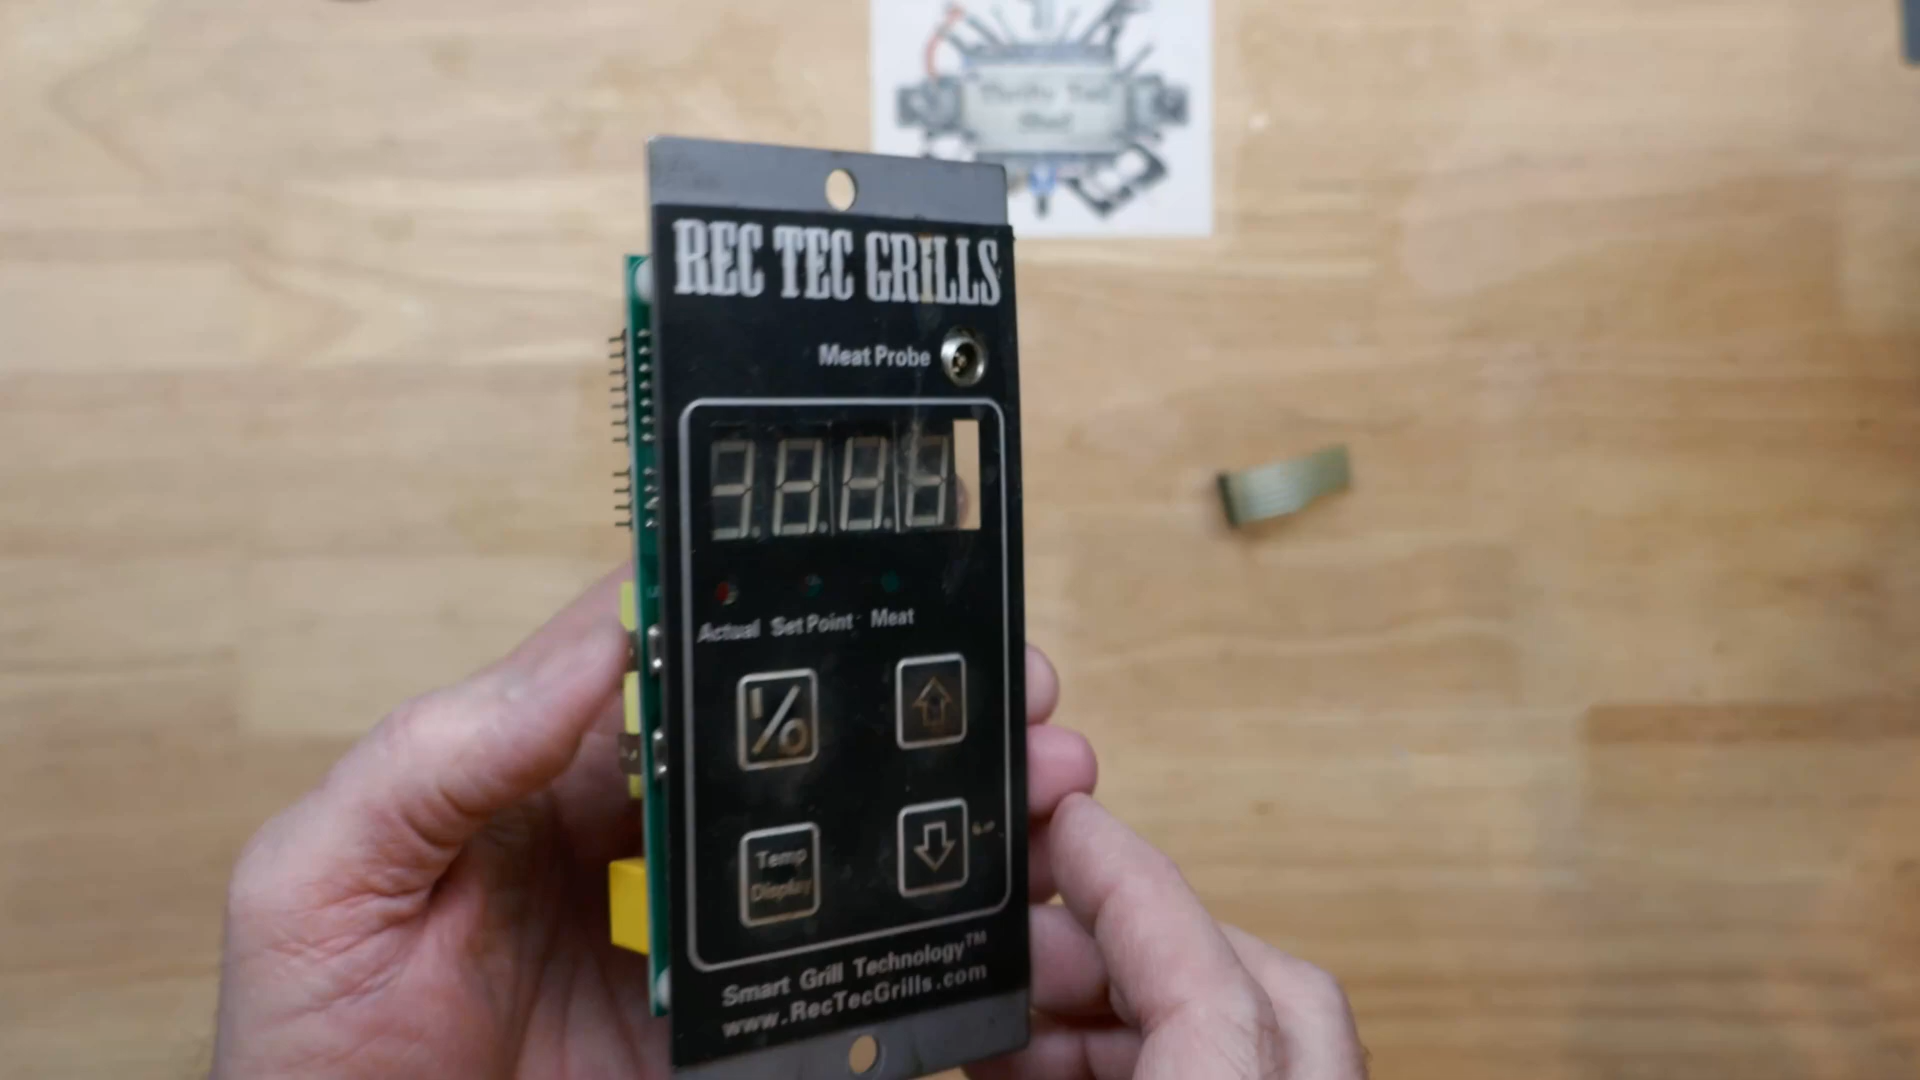 REC TEC GRILLS
Meat Probe
Actual Set Point Meat
I/O
Temp
Display
Smart Grill Technology™
www.RecTecGrills.com